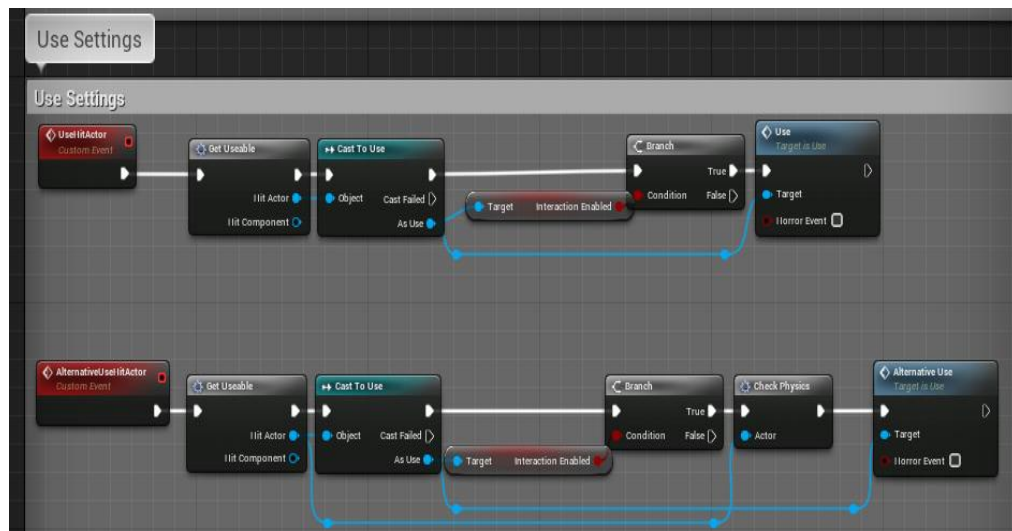 Use Settings
Use Settings
UseHitActor
Custom Event
Get Useable
Hit Actor
Hit Component
Cast To Use
Object
Cast Failed
As Use
Target
Interaction Enabled
Branch
True
Condition
False
Use
Target is Use
Target
Horror Event
AlternativeUseHitActor
Custom Event
Get Useable
Hit Actor
Hit Component
Cast To Use
Object
Cast Failed
As Use
Target
Interaction Enabled
Branch
True
Condition
False
Check Physics
Actor
Alternative Use
Target is Use
Target
Horror Event